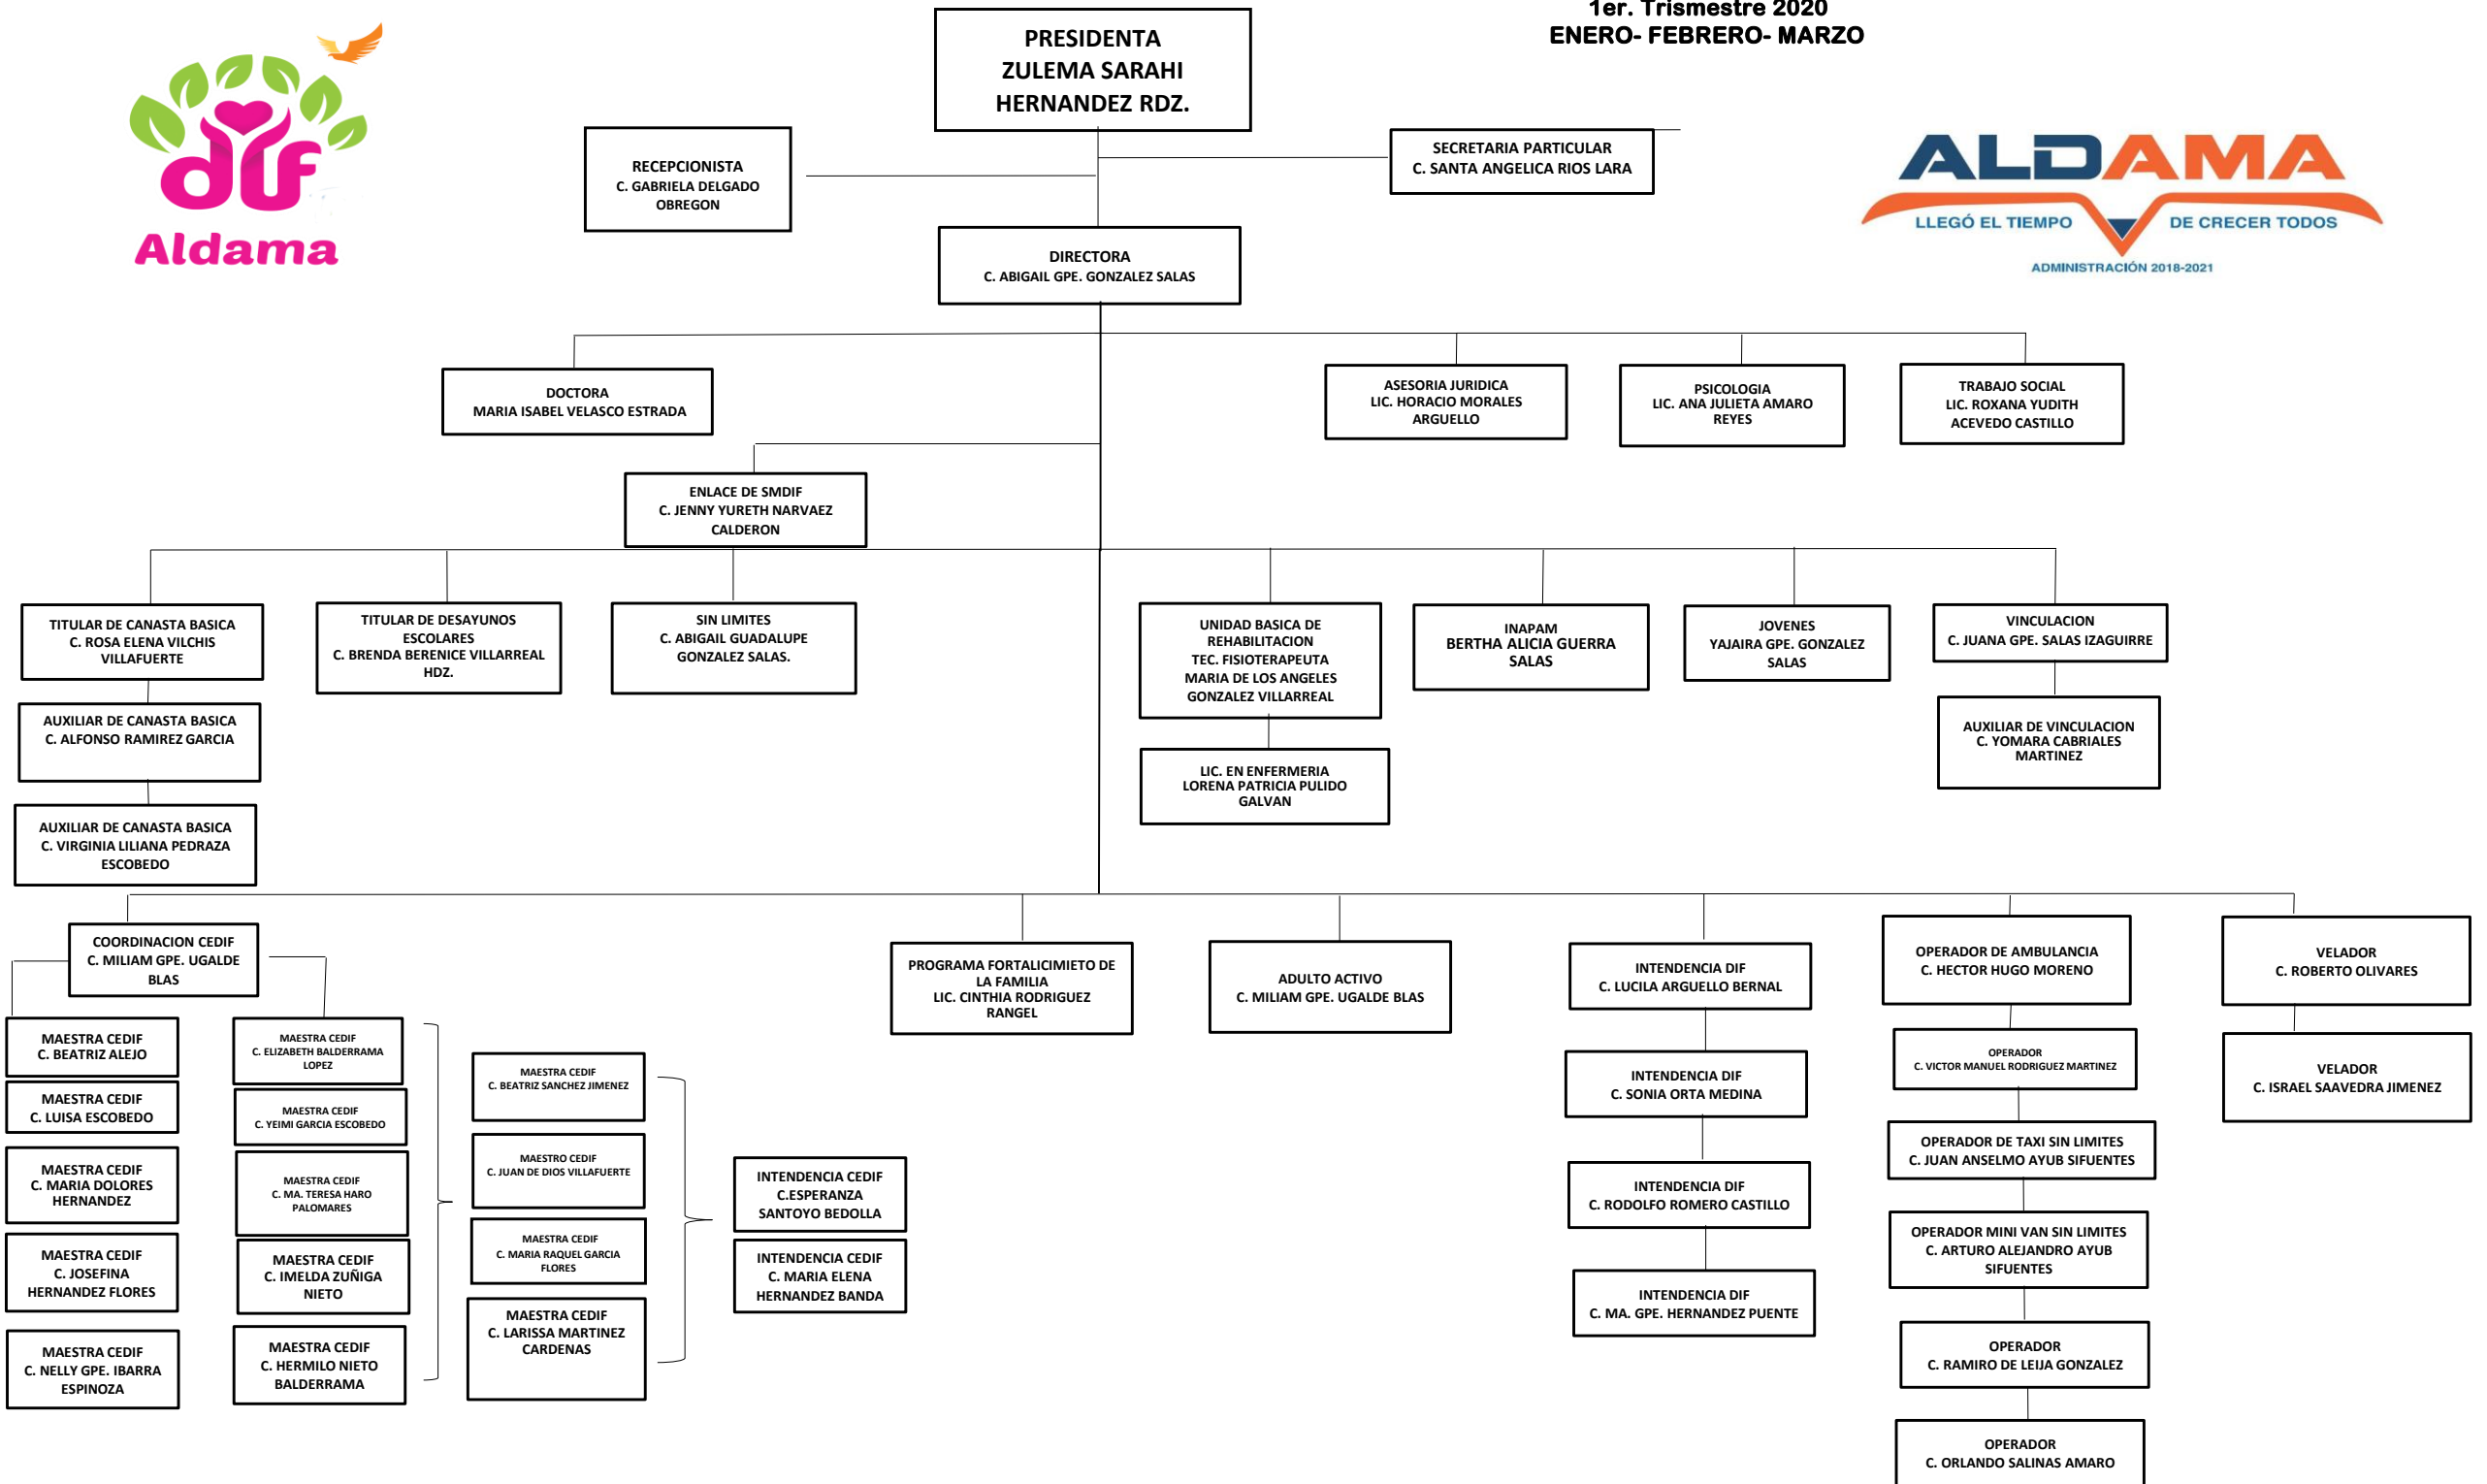 1er. Trismestre 2020
ENERO- FEBRERO- MARZO
dif
Aldama
PRESIDENTA
ZULEMA SARAHI
HERNANDEZ RDZ.
RECEPCIONISTA
C. GABRIELA DELGADO
OBREGON
SECRETARIA PARTICULAR
C. SANTA ANGELICA RIOS LARA
ALDAMA
LLEGÓ EL TIEMPO DE CRECER TODOS
ADMINISTRACIÓN 2018-2021
DIRECTORA
C. ABIGAIL GPE. GONZALEZ SALAS
DOCTORA
MARIA ISABEL VELASCO ESTRADA
ASESORIA JURIDICA
LIC. HORACIO MORALES
ARGUELLO
PSICOLOGIA
LIC. ANA JULIETA AMARO
REYES
TRABAJO SOCIAL
LIC. ROXANA YUDITH
ACEVEDO CASTILLO
ENLACE DE SMDIF
C. JENNY YURETH NARVAEZ
CALDERON
TITULAR DE CANASTA BASICA
C. ROSA ELENA VILCHIS
VILLAFUERTE
TITULAR DE DESAYUNOS
ESCOLARES
C. BRENDA BERENICE VILLARREAL
HDZ.
SIN LIMITES
C. ABIGAIL GUADALUPE
GONZALEZ SALAS.
UNIDAD BASICA DE
REHABILITACION
TEC. FISIOTERAPEUTA
MARIA DE LOS ANGELES
GONZALEZ VILLARREAL
INAPAM
BERTHA ALICIA GUERRA
SALAS
JOVENES
YAJAIRA GPE. GONZALEZ
SALAS
VINCULACION
C. JUANA GPE. SALAS IZAGUIRRE
AUXILIAR DE CANASTA BASICA
C. ALFONSO RAMIREZ GARCIA
AUXILIAR DE VINCULACION
C. YOMARA CABRIALES
MARTINEZ
LIC. EN ENFERMERIA
LORENA PATRICIA PULIDO
GALVAN
AUXILIAR DE CANASTA BASICA
C. VIRGINIA LILIANA PEDRAZA
ESCOBEDO
COORDINACION CEDIF
C. MILIAM GPE. UGALDE
BLAS
PROGRAMA FORTALICIMIETO DE
LA FAMILIA
LIC. CINTHIA RODRIGUEZ
RANGEL
ADULTO ACTIVO
C. MILIAM GPE. UGALDE BLAS
INTENDENCIA DIF
C. LUCILA ARGUELLO BERNAL
OPERADOR DE AMBULANCIA
C. HECTOR HUGO MORENO
VELADOR
C. ROBERTO OLIVARES
MAESTRA CEDIF
C. BEATRIZ ALEJO
MAESTRA CEDIF
C. LUISA ESCOBEDO
MAESTRA CEDIF
C. MARIA DOLORES
HERNANDEZ
MAESTRA CEDIF
C. JOSEFINA
HERNANDEZ FLORES
MAESTRA CEDIF
C. NELLY GPE. IBARRA
ESPINOZA
MAESTRA CEDIF
C. ELIZABETH BALDERRAMA
LOPEZ
MAESTRA CEDIF
C. YEIMI GARCIA ESCOBEDO
MAESTRA CEDIF
C. MA. TERESA HARO
PALOMARES
MAESTRA CEDIF
C. IMELDA ZUÑIGA
NIETO
MAESTRA CEDIF
C. HERMILO NIETO
BALDERRAMA
MAESTRA CEDIF
C. BEATRIZ SANCHEZ JIMENEZ
MAESTRO CEDIF
C. JUAN DE DIOS VILLAFUERTE
MAESTRA CEDIF
C. MARIA RAQUEL GARCIA
FLORES
MAESTRA CEDIF
C. LARISSA MARTINEZ
CARDENAS
INTENDENCIA CEDIF
C.ESPERANZA
SANTOYO BEDOLLA
INTENDENCIA CEDIF
C. MARIA ELENA
HERNANDEZ BANDA
INTENDENCIA DIF
C. SONIA ORTA MEDINA
INTENDENCIA DIF
C. RODOLFO ROMERO CASTILLO
INTENDENCIA DIF
C. MA. GPE. HERNANDEZ PUENTE
OPERADOR
C. VICTOR MANUEL RODRIGUEZ MARTINEZ
OPERADOR DE TAXI SIN LIMITES
C. JUAN ANSELMO AYUB SIFUENTES
OPERADOR MINI VAN SIN LIMITES
C. ARTURO ALEJANDRO AYUB
SIFUENTES
OPERADOR
C. RAMIRO DE LEIJA GONZALEZ
OPERADOR
C. ORLANDO SALINAS AMARO
VELADOR
C. ISRAEL SAAVEDRA JIMENEZ